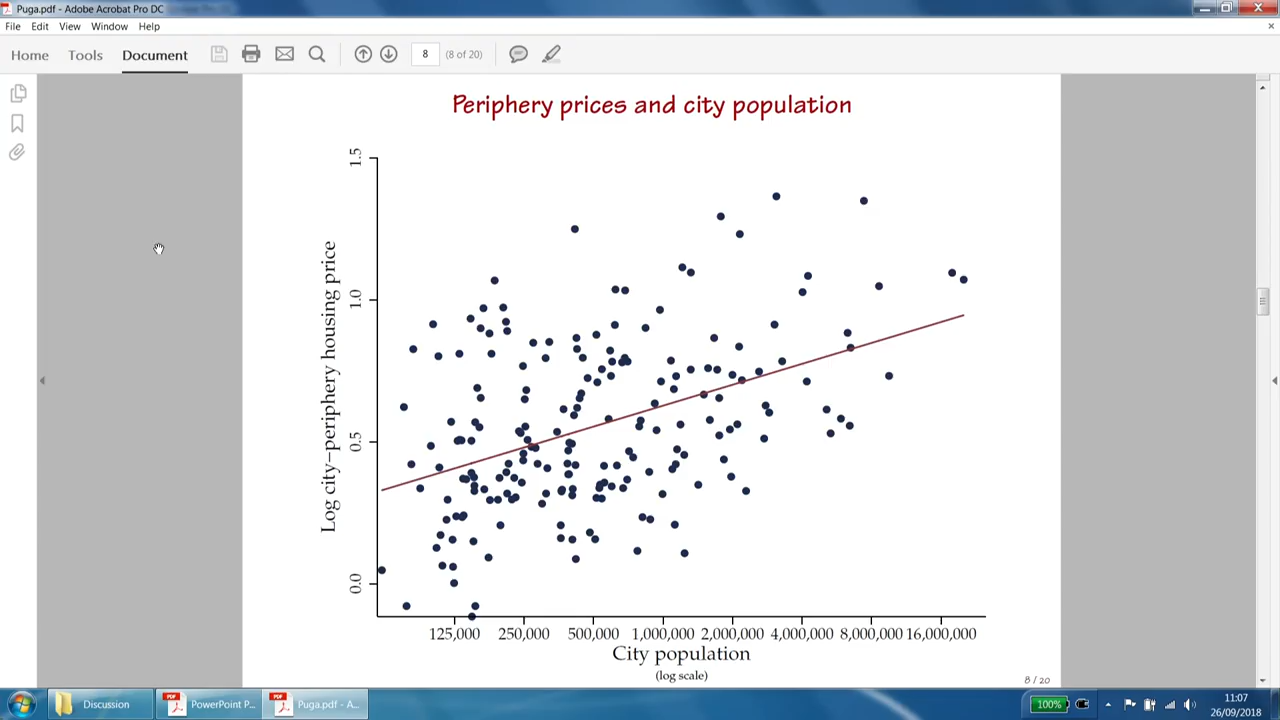 Puga.pdf - Adobe Acrobat Pro DC
File Edit View Window Help
Home Tools Document 8 (8 of 20)
Periphery prices and city population
Log city–periphery housing price
1.5
1.0
0.5
0.0
125,000 250,000 500,000 1,000,000 2,000,000 4,000,000 8,000,000 16,000,000
City population
(log scale)
8 / 20
Discussion PowerPoint P... Puga.pdf - A... 100% 11:07
26/09/2018